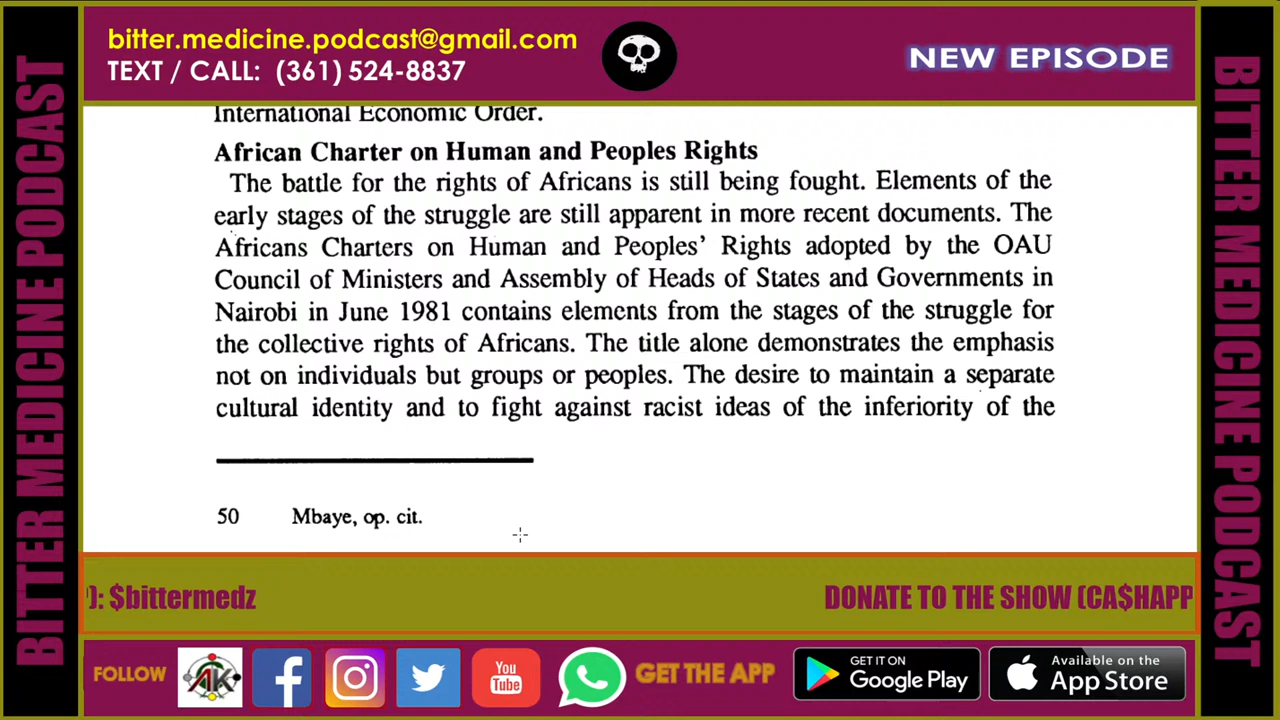 bitter.medicine.podcast@gmail.com
TEXT / CALL: (361) 524-8837
NEW EPISODE
BITTER MEDICINE PODCAST
International Economic Order.
African Charter on Human and Peoples Rights
The battle for the rights of Africans is still being fought. Elements of the
early stages of the struggle are still apparent in more recent documents. The
Africans Charters on Human and Peoples' Rights adopted by the OAU
Council of Ministers and Assembly of Heads of States and Governments in
Nairobi in June 1981 contains elements from the stages of the struggle for
the collective rights of Africans. The title alone demonstrates the emphasis
not on individuals but groups or peoples. The desire to maintain a separate
cultural identity and to fight against racist ideas of the inferiority of the
50 Mbaye, op. cit.
BITTER MEDICINE PODCAST
): $bittermedz
DONATE TO THE SHOW (CA$HAPP
FOLLOW
You
Tube
GET THE APP
GET IT ON
Google Play
Available on the
App Store